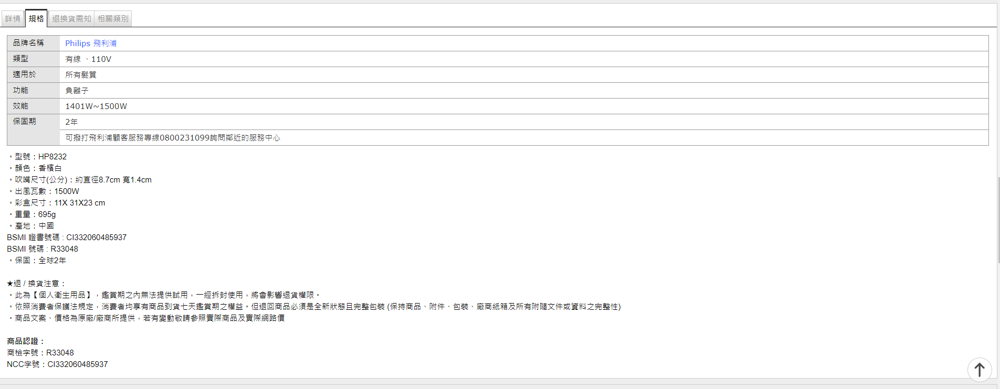 詳情 規格 退換貨需知 相關類別
品牌名稱 Philips 飛利浦
類型 有線 、110V
適用於 所有髮質
功能 負離子
效能 1401W~1500W
保固期 2年
可撥打飛利浦顧客服務專線0800231099詢問鄰近的服務中心
。型號：HP8232
。顏色：香檳白
。吹嘴尺寸(公分)：約直徑8.7cm 寬1.4cm
。出風瓦數：1500W
。彩盒尺寸：11X 31X23 cm
。重量：695g
。產地：中國
BSMI 證書號碼 : CI332060485937
BSMI 號碼 : R33048
。保固：全球2年
★退 / 換貨注意：
。此為【個人衛生用品】，鑑賞期之內無法提供試用，一經拆封使用，將會影響退貨權限。
。依照消費者保護法規定，消費者均享有商品到貨七天鑑賞期之權益。但退回商品必須是全新狀態且完整包裝 (保持商品、附件、包裝、廠商紙箱及所有附隨文件或資料之完整性)
。商品文案、價格為原廠/廠商所提供，若有變動敬請參照實際商品及實際網路價
商品認證：
商檢字號：R33048
NCC字號：CI332060485937